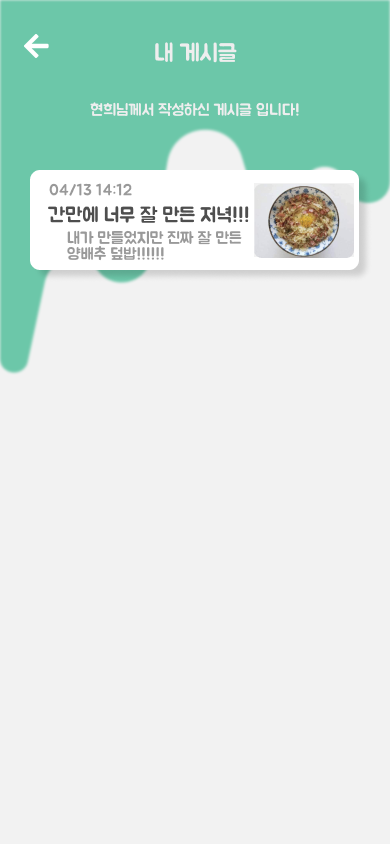 내 게시글
현희님께서 작성하신 게시글 입니다!
04/13 14:12
간만에 너무 잘 만든 저녁!!!
내가 만들었지만 진짜 잘 만든
양배추 덮밥!!!!!!